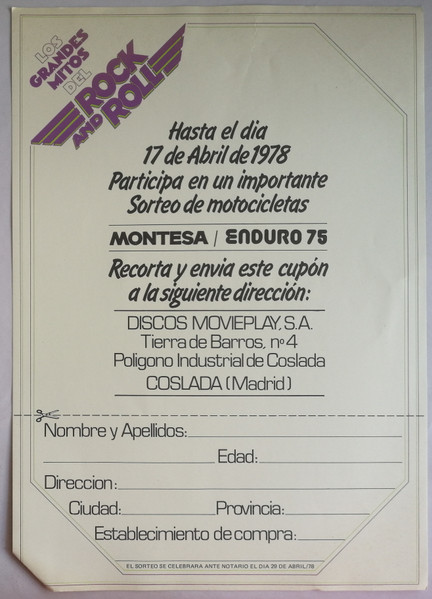 LOS
GRANDES
MITOS
DEL
ROCK
AND ROLL
Hasta el dia
17 de Abril de 1978
Participa en un importante
Sorteo de motocicletas
MONTESA / ENDURO 75
Recorta y envia este cupón
a la siguiente dirección:
DISCOS MOVIEPLAY, S.A.
Tierra de Barros, nº 4
Poligono Industrial de Coslada
COSLADA (Madrid)
Nombre y Apellidos:
Edad:
Direccion:
Ciudad: Provincia:
Establecimiento de compra:
EL SORTEO SE CELEBRARA ANTE NOTARIO EL DIA 29 DE ABRIL/78